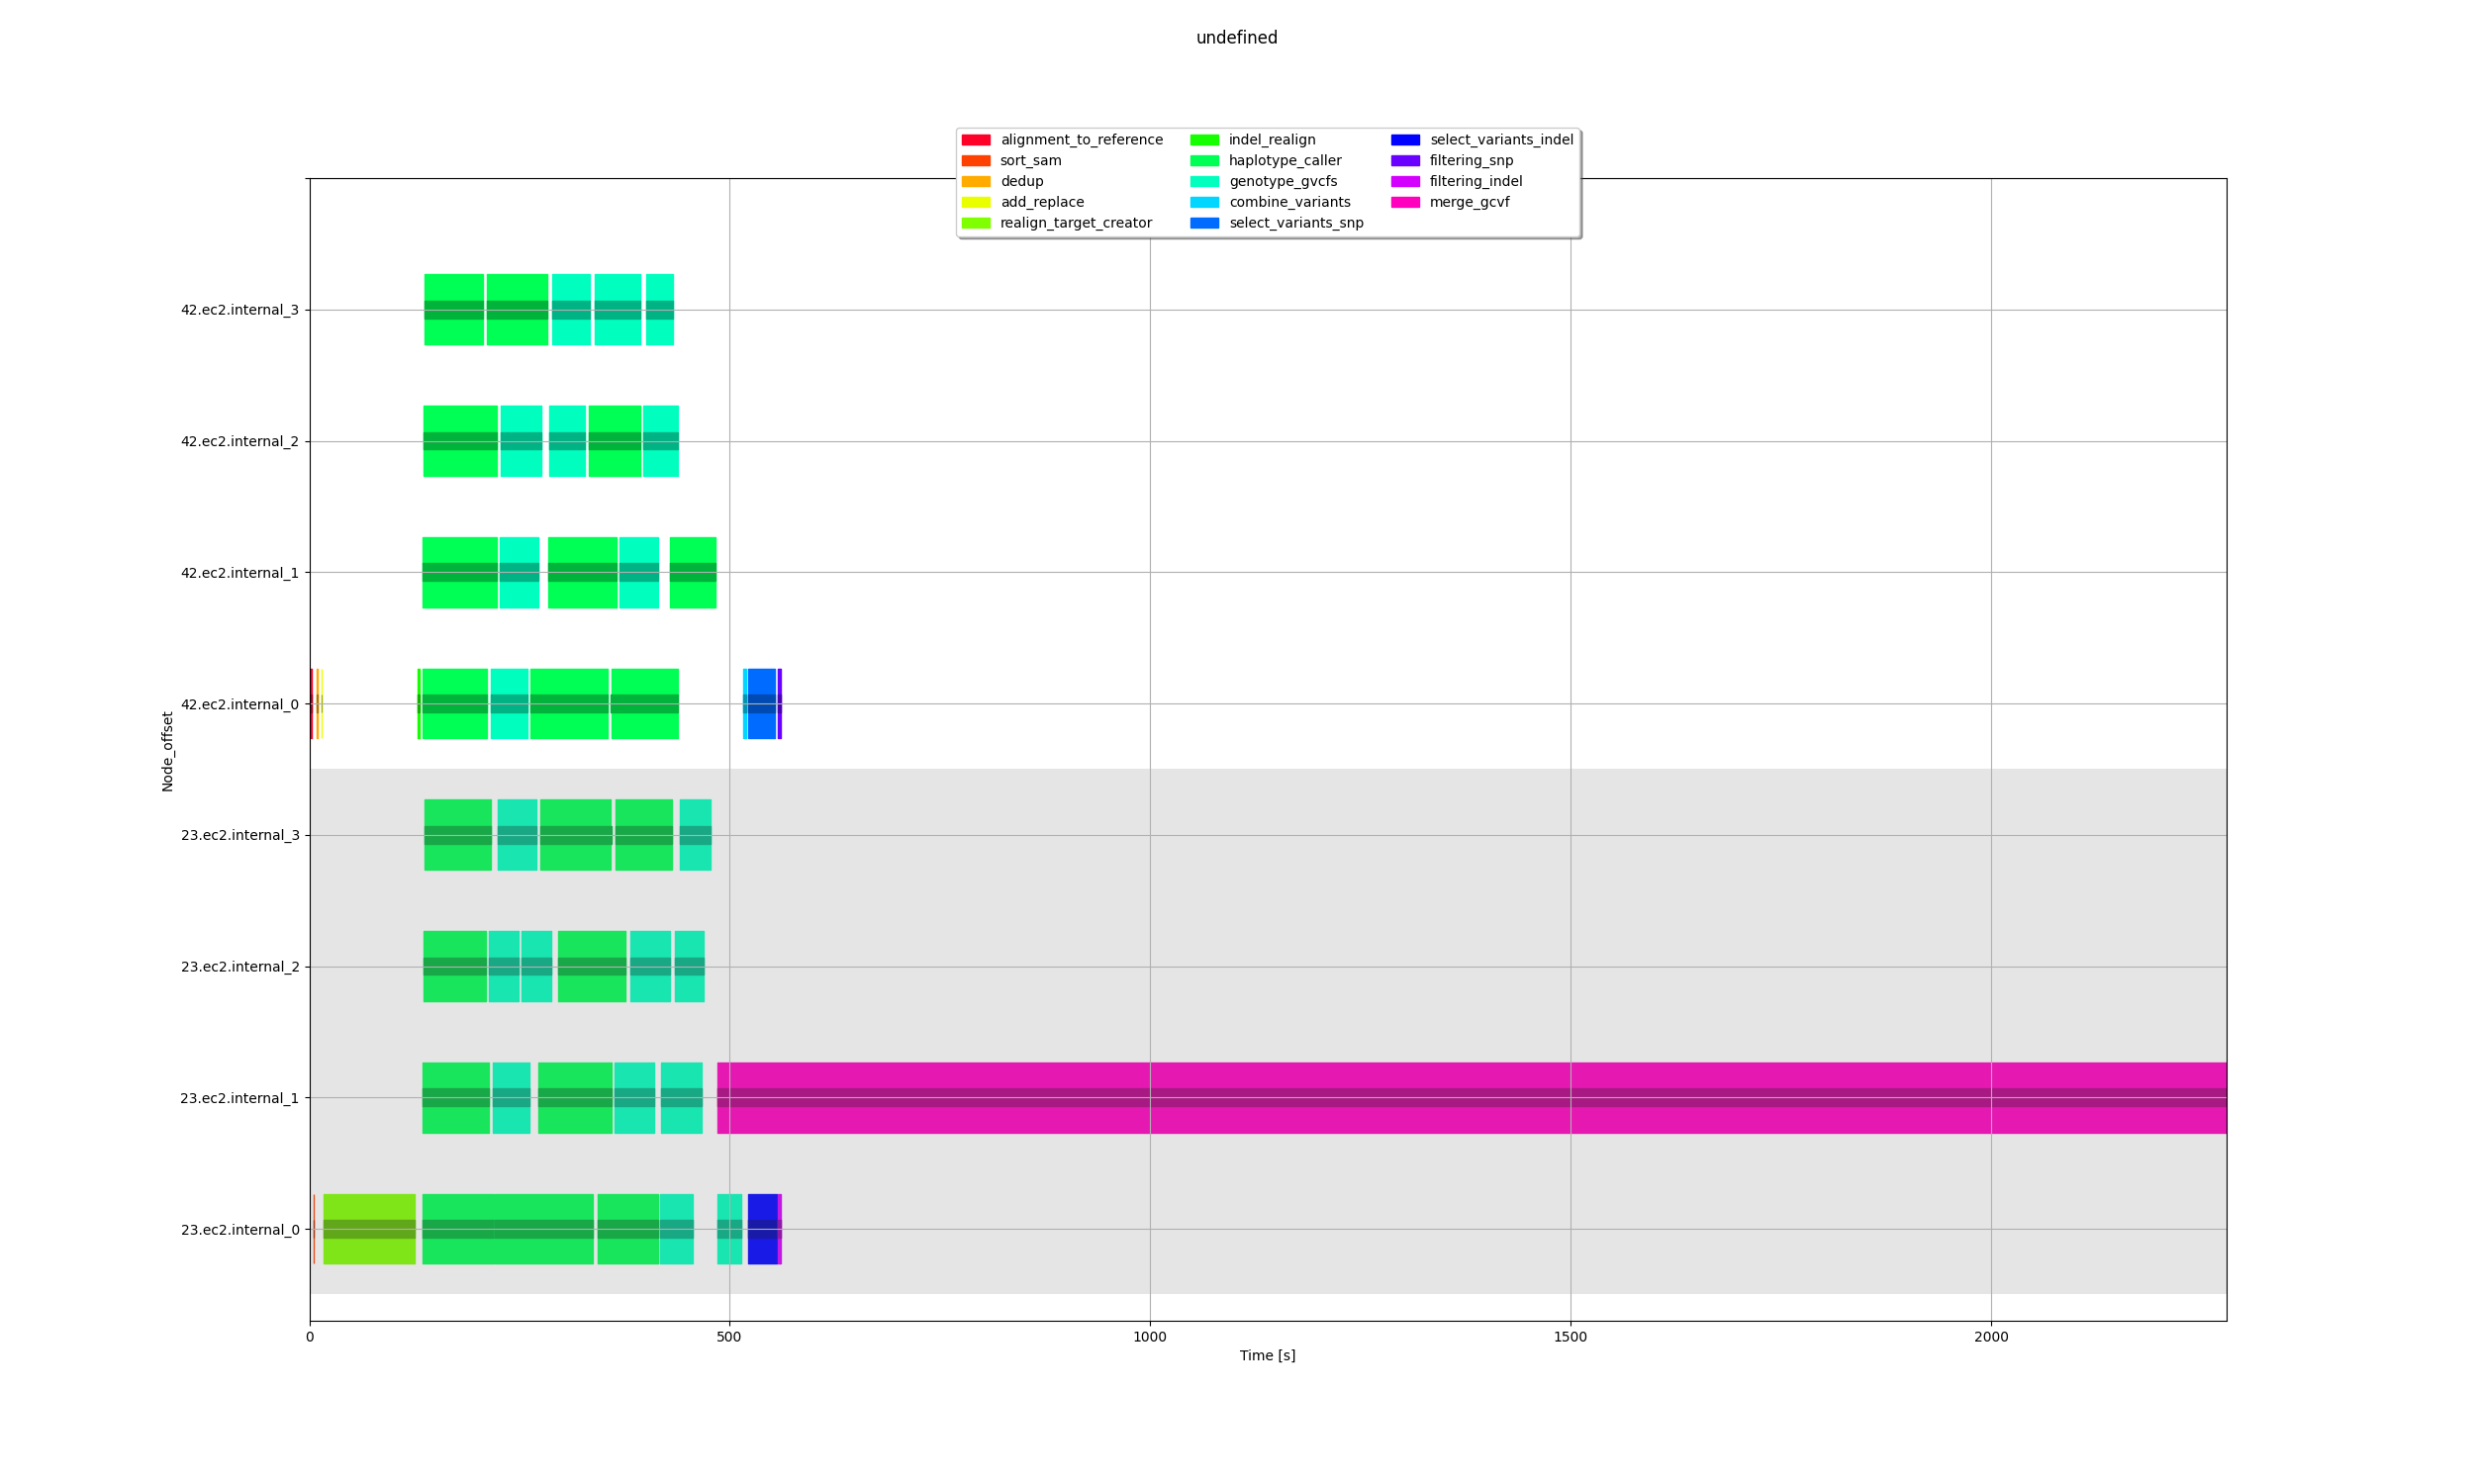 undefined
alignment_to_reference
sort_sam
dedup
add_replace
realign_target_creator
indel_realign
haplotype_caller
genotype_gvcfs
combine_variants
select_variants_snp
select_variants_indel
filtering_snp
filtering_indel
merge_gcvf
Node_offset
42.ec2.internal_3
42.ec2.internal_2
42.ec2.internal_1
42.ec2.internal_0
23.ec2.internal_3
23.ec2.internal_2
23.ec2.internal_1
23.ec2.internal_0
0 500 1000 1500 2000
Time [s]